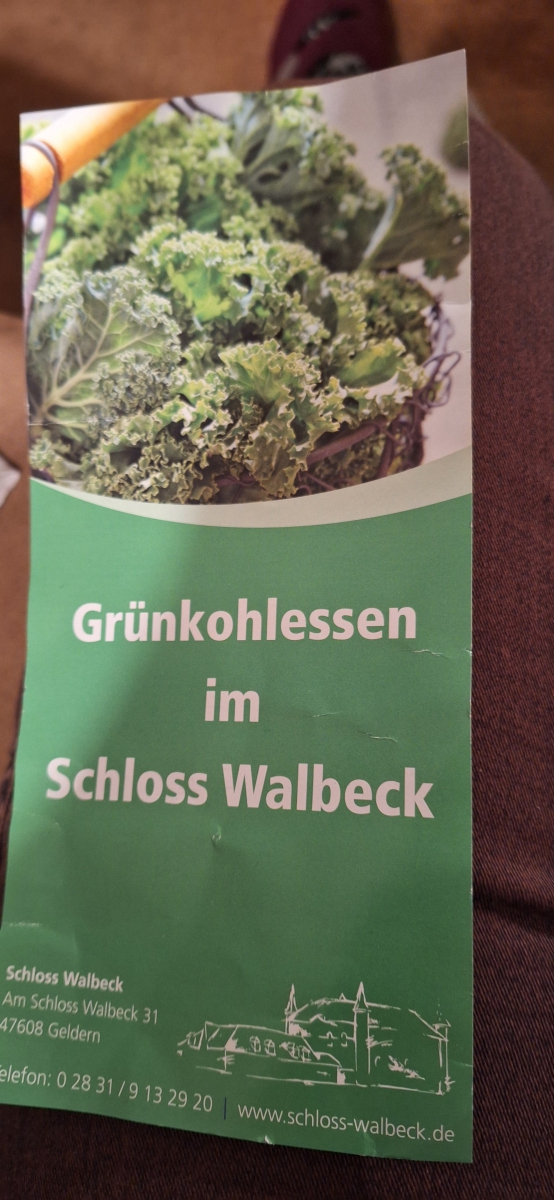 Grünkohlessen
im
Schloss Walbeck
Schloss Walbeck
Am Schloss Walbeck 31
47608 Geldern
elefon: 0 28 31 / 9 13 29 20 | www.schloss-walbeck.de